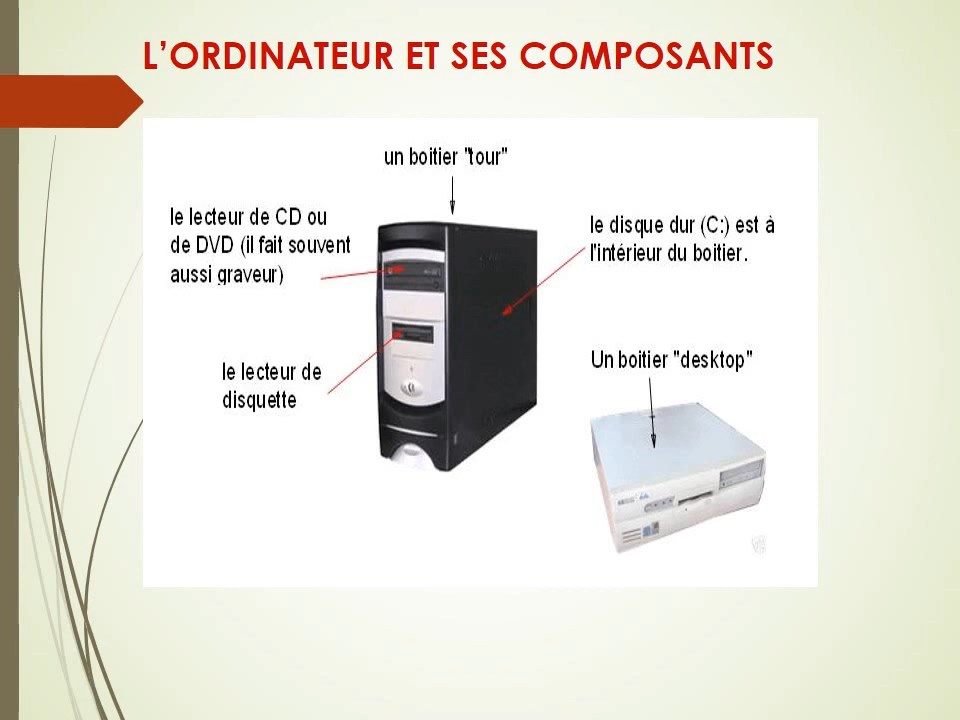 L’ORDINATEUR ET SES COMPOSANTS
un boitier "tour"
le lecteur de CD ou
de DVD (il fait souvent
aussi graveur)
le disque dur (C:) est à
l'intérieur du boitier.
le lecteur de
disquette
Un boitier "desktop"